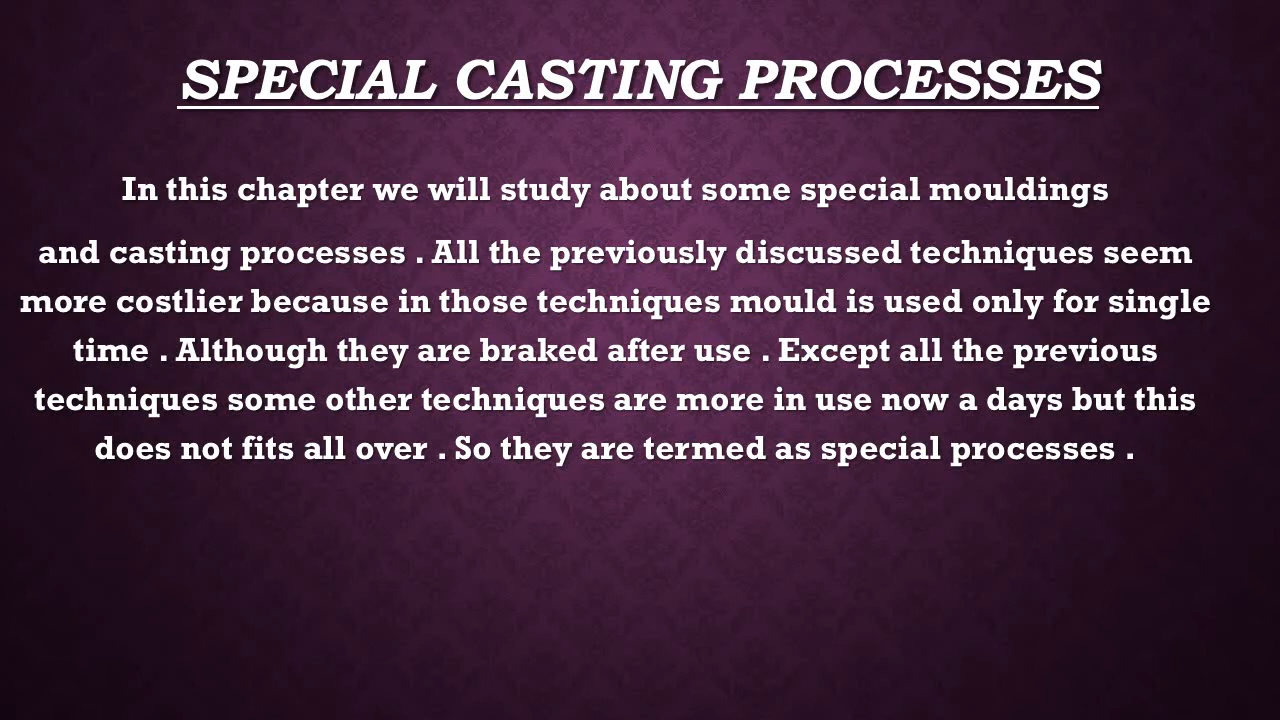 SPECIAL CASTING PROCESSES
In this chapter we will study about some special mouldings
and casting processes . All the previously discussed techniques seem
more costlier because in those techniques mould is used only for single
time . Although they are braked after use . Except all the previous
techniques some other techniques are more in use now a days but this
does not fits all over . So they are termed as special processes .